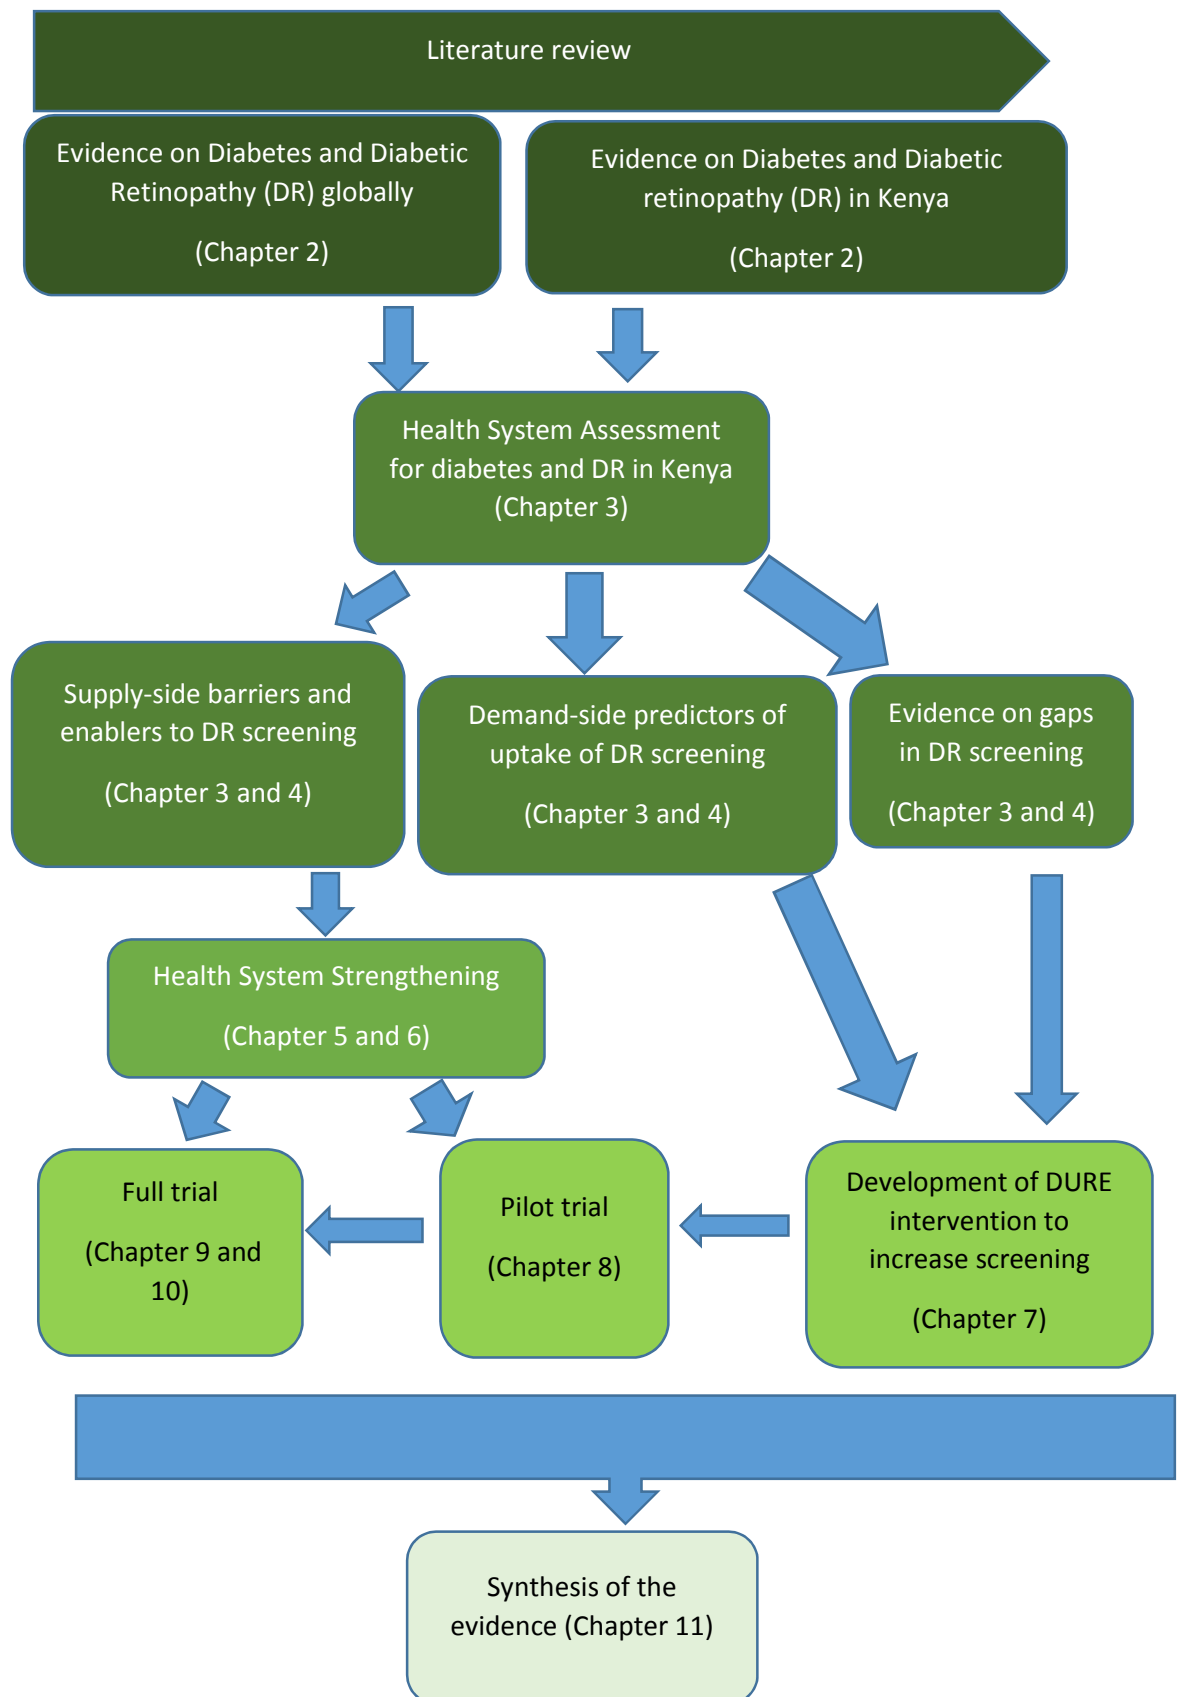 Literature review
Evidence on Diabetes and Diabetic
Retinopathy (DR) globally
(Chapter 2)
Evidence on Diabetes and Diabetic
retinopathy (DR) in Kenya
(Chapter 2)
Health System Assessment
for diabetes and DR in Kenya
(Chapter 3)
Supply-side barriers and
enablers to DR screening
(Chapter 3 and 4)
Demand-side predictors of
uptake of DR screening
(Chapter 3 and 4)
Evidence on gaps
in DR screening
(Chapter 3 and 4)
Health System Strengthening
(Chapter 5 and 6)
Full trial
(Chapter 9 and
10)
Pilot trial
(Chapter 8)
Development of DURE
intervention to
increase screening
(Chapter 7)
Synthesis of the
evidence (Chapter 11)